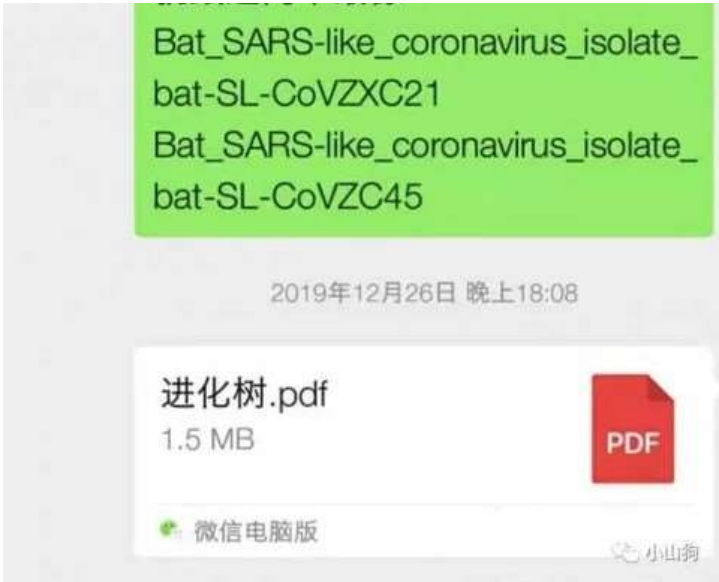 Bat_SARS-like_coronavirus_isolate_
bat-SL-CoVZXC21
Bat_SARS-like_coronavirus_isolate_
bat-SL-CoVZC45
2019年12月26日 晚上18:08
进化树.pdf
1.5 MB
PDF
微信电脑版
小山狗